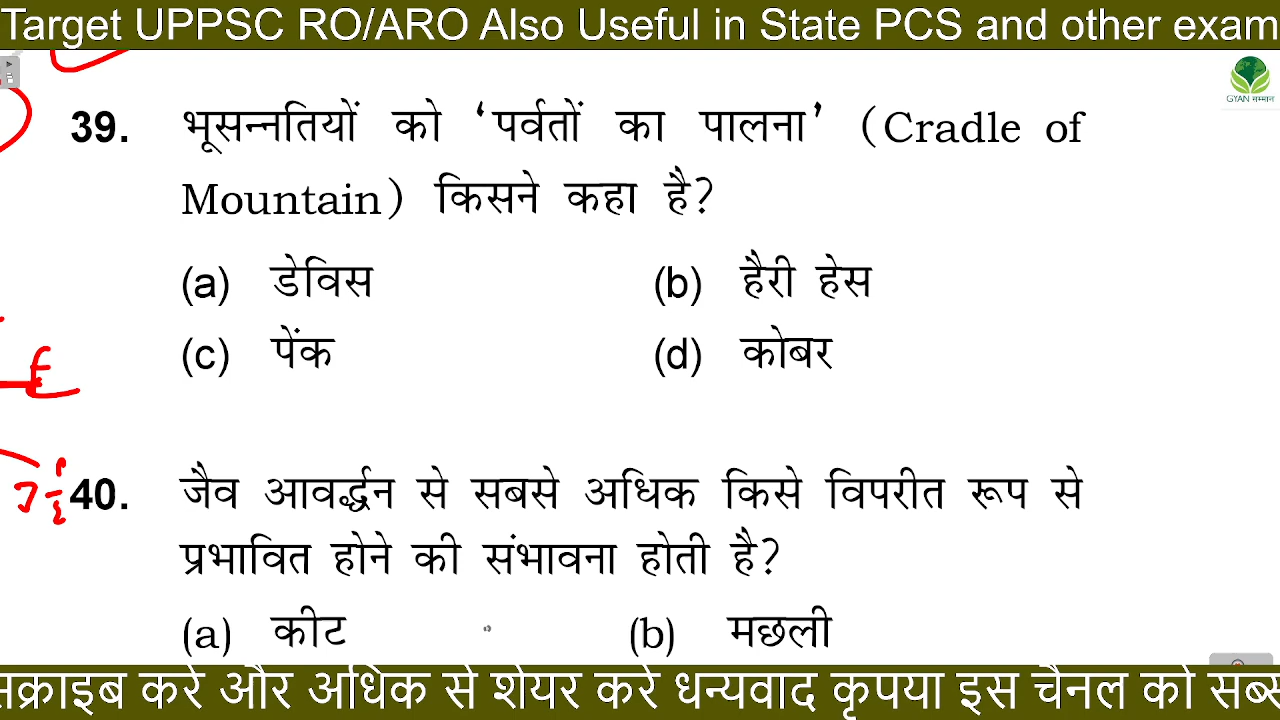 Target UPPSC RO/ARO Also Useful in State PCS and other exam
GYAN सम्मान
39. भूसन्नतियों को ‘पर्वतों का पालना’ (Cradle of
Mountain) किसने कहा है?
(a) डेविस (b) हैरी हेस
(c) पेंक (d) कोबर
40. जैव आवर्द्धन से सबसे अधिक किसे विपरीत रूप से
प्रभावित होने की संभावना होती है?
(a) कीट (b) मछली
सक्राइब करे और अधिक से शेयर करे धन्यवाद कृपया इस चैनल को सब्स